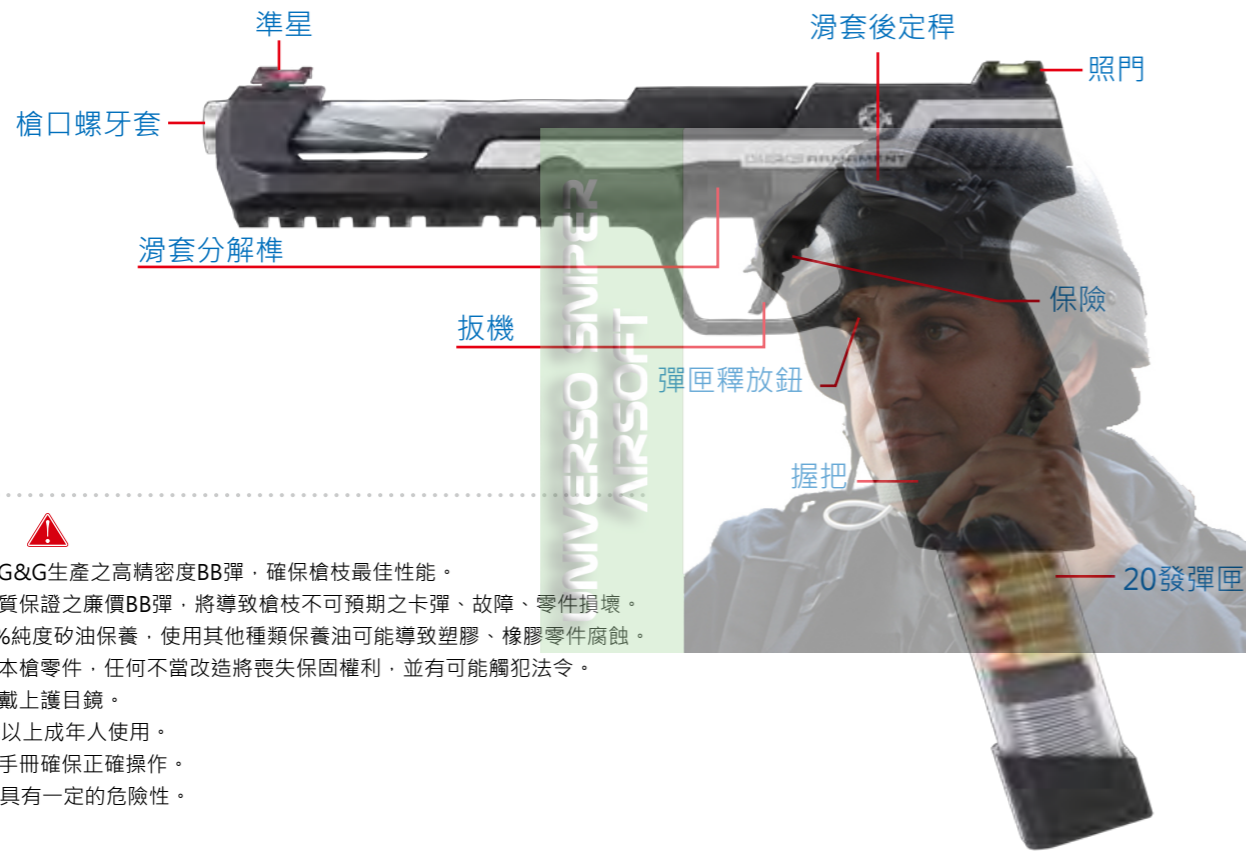 準星
滑套後定桿
照門
槍口螺牙套
G&G ARMAMENT
滑套分解榫
保險
扳機
彈匣釋放鈕
握把
20發彈匣
UNIVERSO SNIPER
AIRSOFT
G&G生產之高精密度BB彈，確保槍枝最佳性能。
質保證之廉價BB彈，將導致槍枝不可預期之卡彈、故障、零件損壞。
%純度矽油保養，使用其他種類保養油可能導致塑膠、橡膠零件腐蝕。
本槍零件，任何不當改造將喪失保固權利，並有可能觸犯法令。
戴上護目鏡。
以上成年人使用。
手冊確保正確操作。
具有一定的危險性。